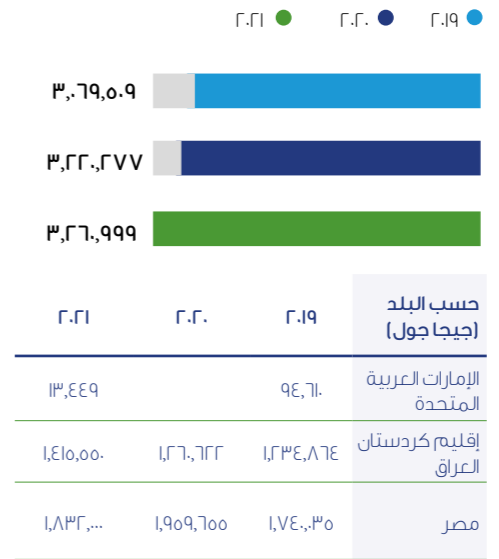 ٢٠١٩ ٢٠٢٠ ٢٠٢١
٣,٠٦٩,٥٠٩
٣,٢٢٠,٢٧٧
٣,٢٦٠,٩٩٩
حسب البلد
(جيجا جول) ٢٠١٩ ٢٠٢٠ ٢٠٢١
الإمارات العربية
المتحدة ٩٤,٦١٠ ١٣,٤٤٩
إقليم كردستان
العراق ١,٢٣٤,٨٦٤ ١,٢٦٠,٦٢٢ ١,٤١٥,٥٥٠
مصر ١,٧٤٠,٠٣٥ ١,٩٥٩,٦٥٥ ١,٨٣٢,٠٠٠